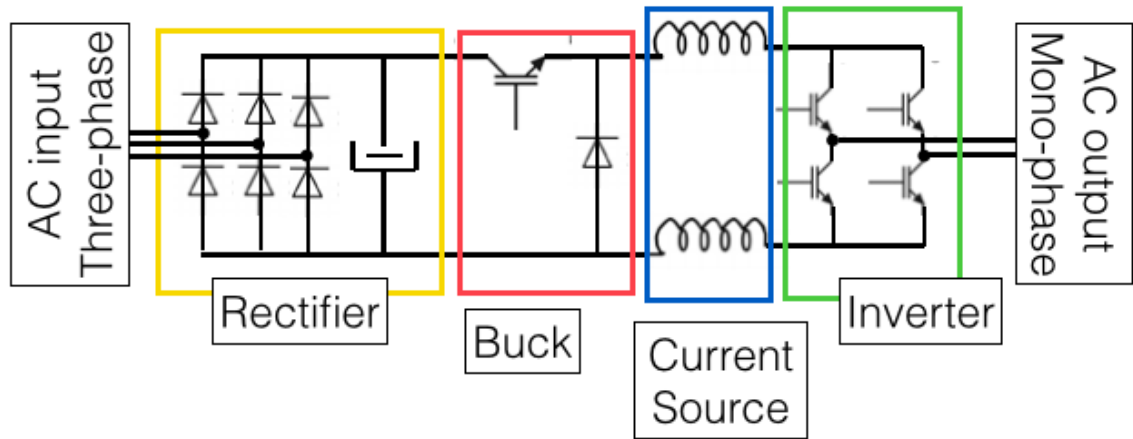 AC input
Three-phase
Rectifier
Buck
Current
Source
Inverter
AC output
Mono-phase